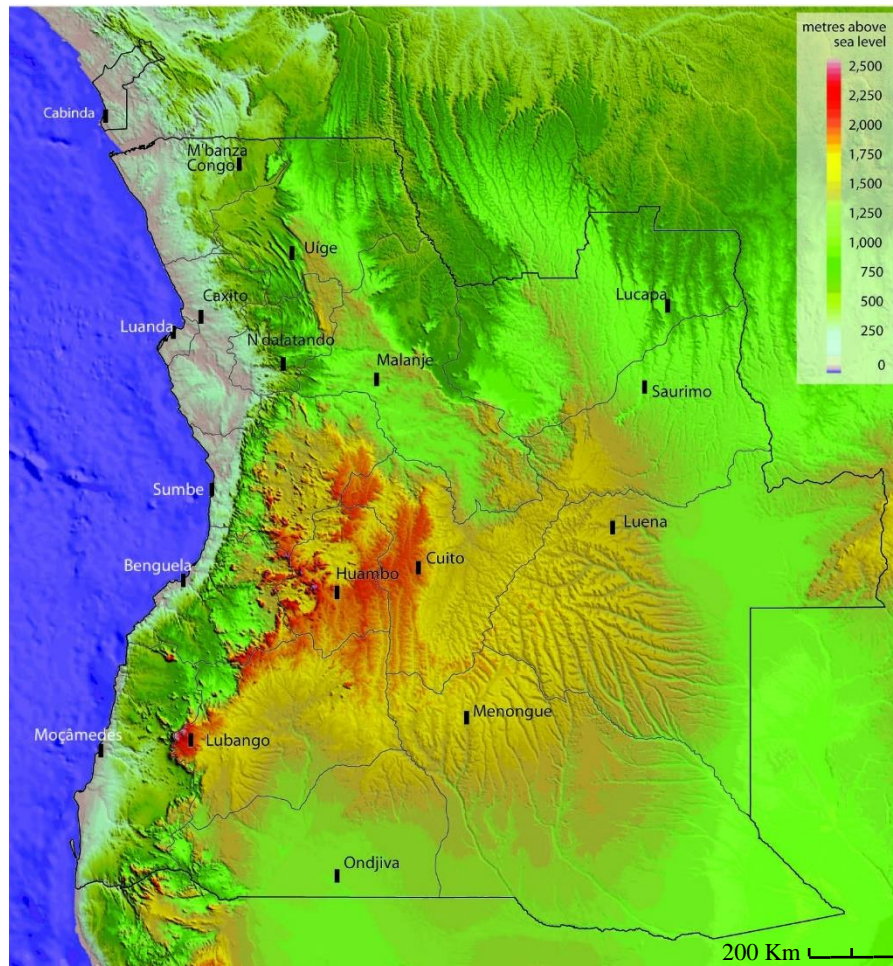 metres above
sea level
2,500
2,250
2,000
1,750
1,500
1,250
1,000
750
500
250
0
Cabinda
M'banza
Congo
Uíge
Caxito
Lucapa
Luanda
N'dalatando
Malanje
Saurimo
Sumbe
Luena
Benguela
Cuito
Huambo
Menongue
Moçâmedes
Lubango
Ondjiva
200 Km